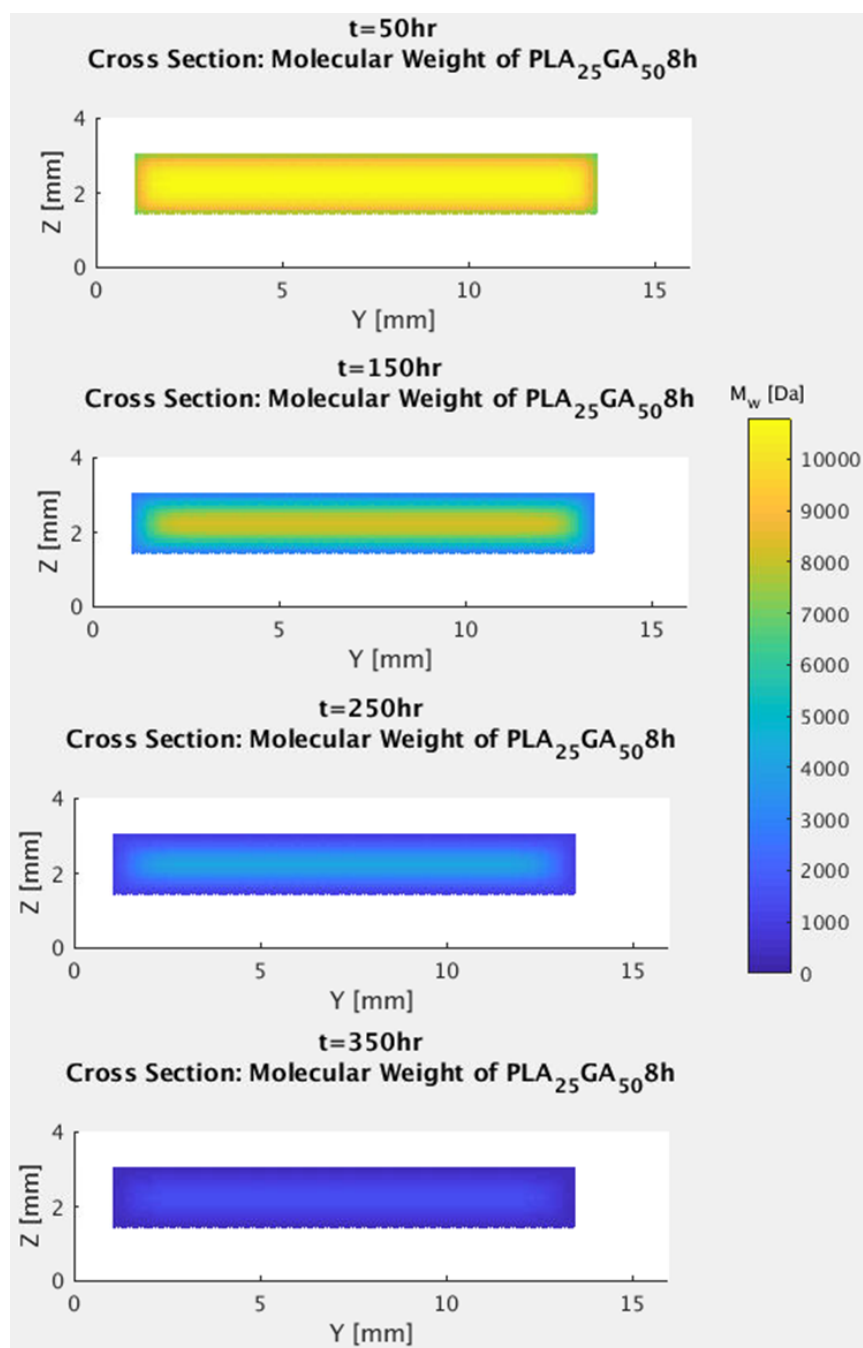 t=50hr
Cross Section: Molecular Weight of PLA₂₅GA₅₀8h
4
2
0
Z [mm]
0 5 10 15
Y [mm]
t=150hr
Cross Section: Molecular Weight of PLA₂₅GA₅₀8h
4
2
0
Z [mm]
0 5 10 15
Y [mm]
M_w [Da]
10000
9000
8000
7000
6000
5000
4000
3000
2000
1000
0
t=250hr
Cross Section: Molecular Weight of PLA₂₅GA₅₀8h
4
2
0
Z [mm]
0 5 10 15
Y [mm]
t=350hr
Cross Section: Molecular Weight of PLA₂₅GA₅₀8h
4
2
0
Z [mm]
0 5 10 15
Y [mm]